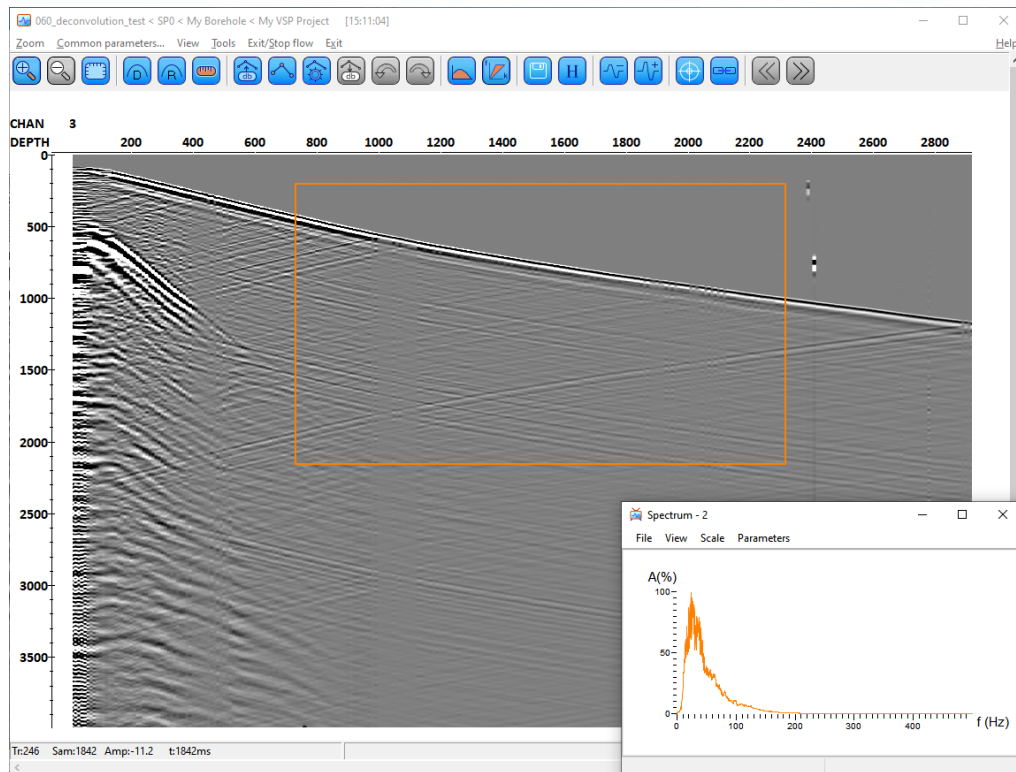 060_deconvolution_test < SP0 < My Borehole < My VSP Project [15:11:04]
Zoom Common parameters... View Tools Exit/Stop flow Exit Help
D R db H db
CHAN 3
DEPTH 200 400 600 800 1000 1200 1400 1600 1800 2000 2200 2400 2600 2800
0
500
1000
1500
2000
2500
3000
3500
Spectrum - 2
File View Scale Parameters
A(%)
100
50
0
0 100 200 300 400 f (Hz)
Tr:246 Sam:1842 Amp:-11.2 t:1842ms